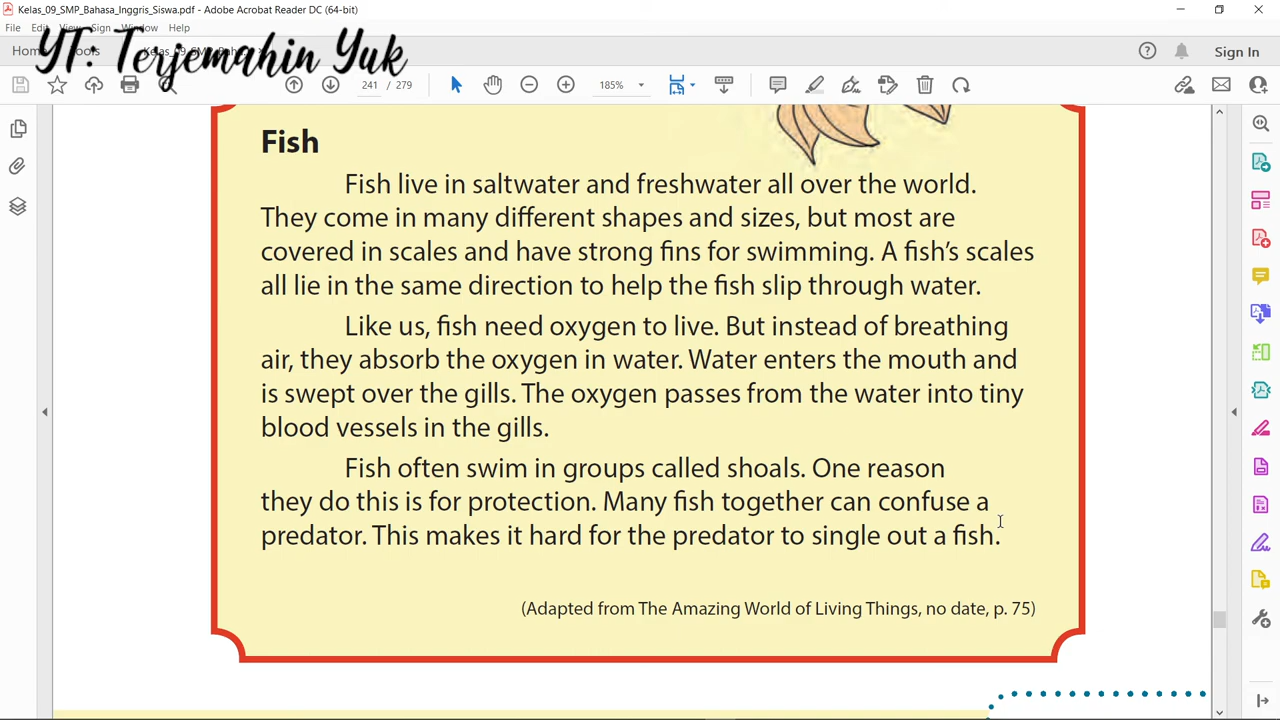 Kelas_09_SMP_Bahasa_Inggris_Siswa.pdf - Adobe Acrobat Reader DC (64-bit)
File Edit View Sign Window Help
YT: Terjemahin Yuk
Sign In
241 / 279
185%
Fish
Fish live in saltwater and freshwater all over the world.
They come in many different shapes and sizes, but most are
covered in scales and have strong fins for swimming. A fish's scales
all lie in the same direction to help the fish slip through water.
Like us, fish need oxygen to live. But instead of breathing
air, they absorb the oxygen in water. Water enters the mouth and
is swept over the gills. The oxygen passes from the water into tiny
blood vessels in the gills.
Fish often swim in groups called shoals. One reason
they do this is for protection. Many fish together can confuse a
predator. This makes it hard for the predator to single out a fish.
(Adapted from The Amazing World of Living Things, no date, p. 75)